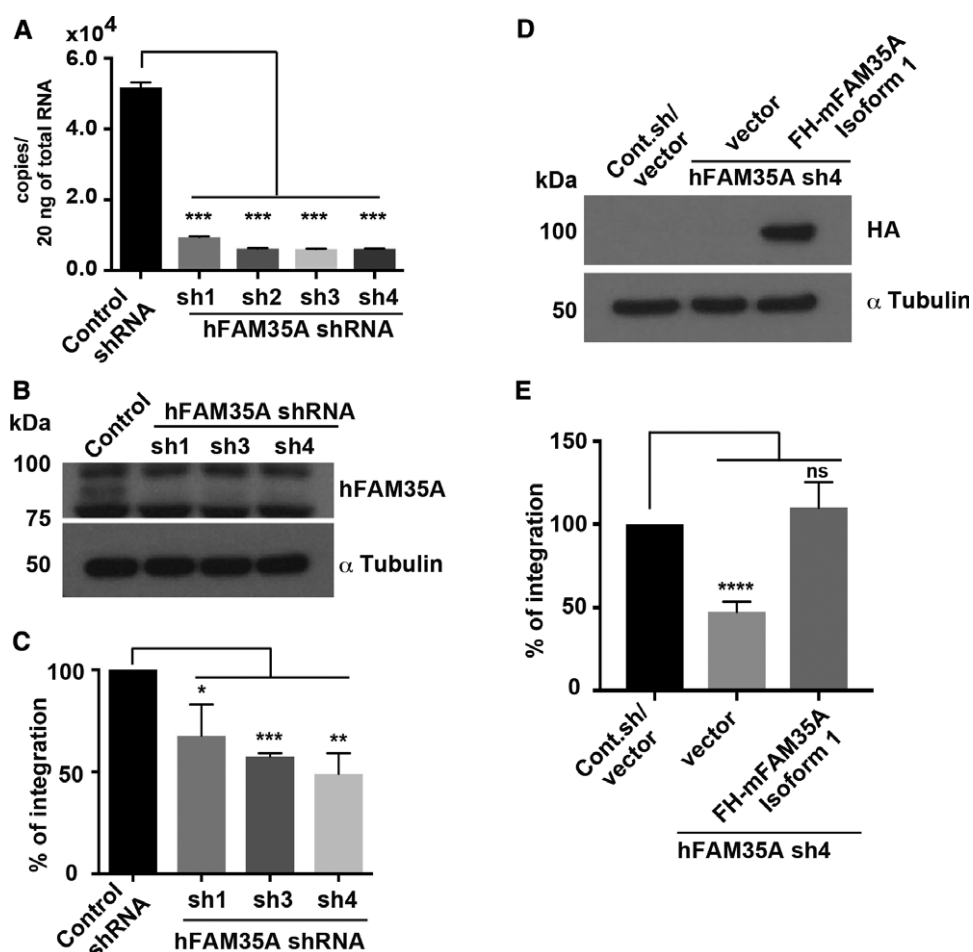 A
x10⁴
copies/
20 ng of total RNA
6.0
4.0
2.0
0.0
*** *** *** ***
Control
shRNA
sh1 sh2 sh3 sh4
hFAM35A shRNA
B
kDa
Control
hFAM35A shRNA
sh1 sh3 sh4
100
75
hFAM35A
50
α Tubulin
C
% of integration
100
50
0
* *** **
Control
shRNA
sh1 sh3 sh4
hFAM35A shRNA
D
kDa
Cont.sh/
vector
vector
FH-mFAM35A
Isoform 1
hFAM35A sh4
100
HA
50
α Tubulin
E
% of integration
150
100
50
0
**** ns
Cont.sh/
vector
vector
FH-mFAM35A
Isoform 1
hFAM35A sh4